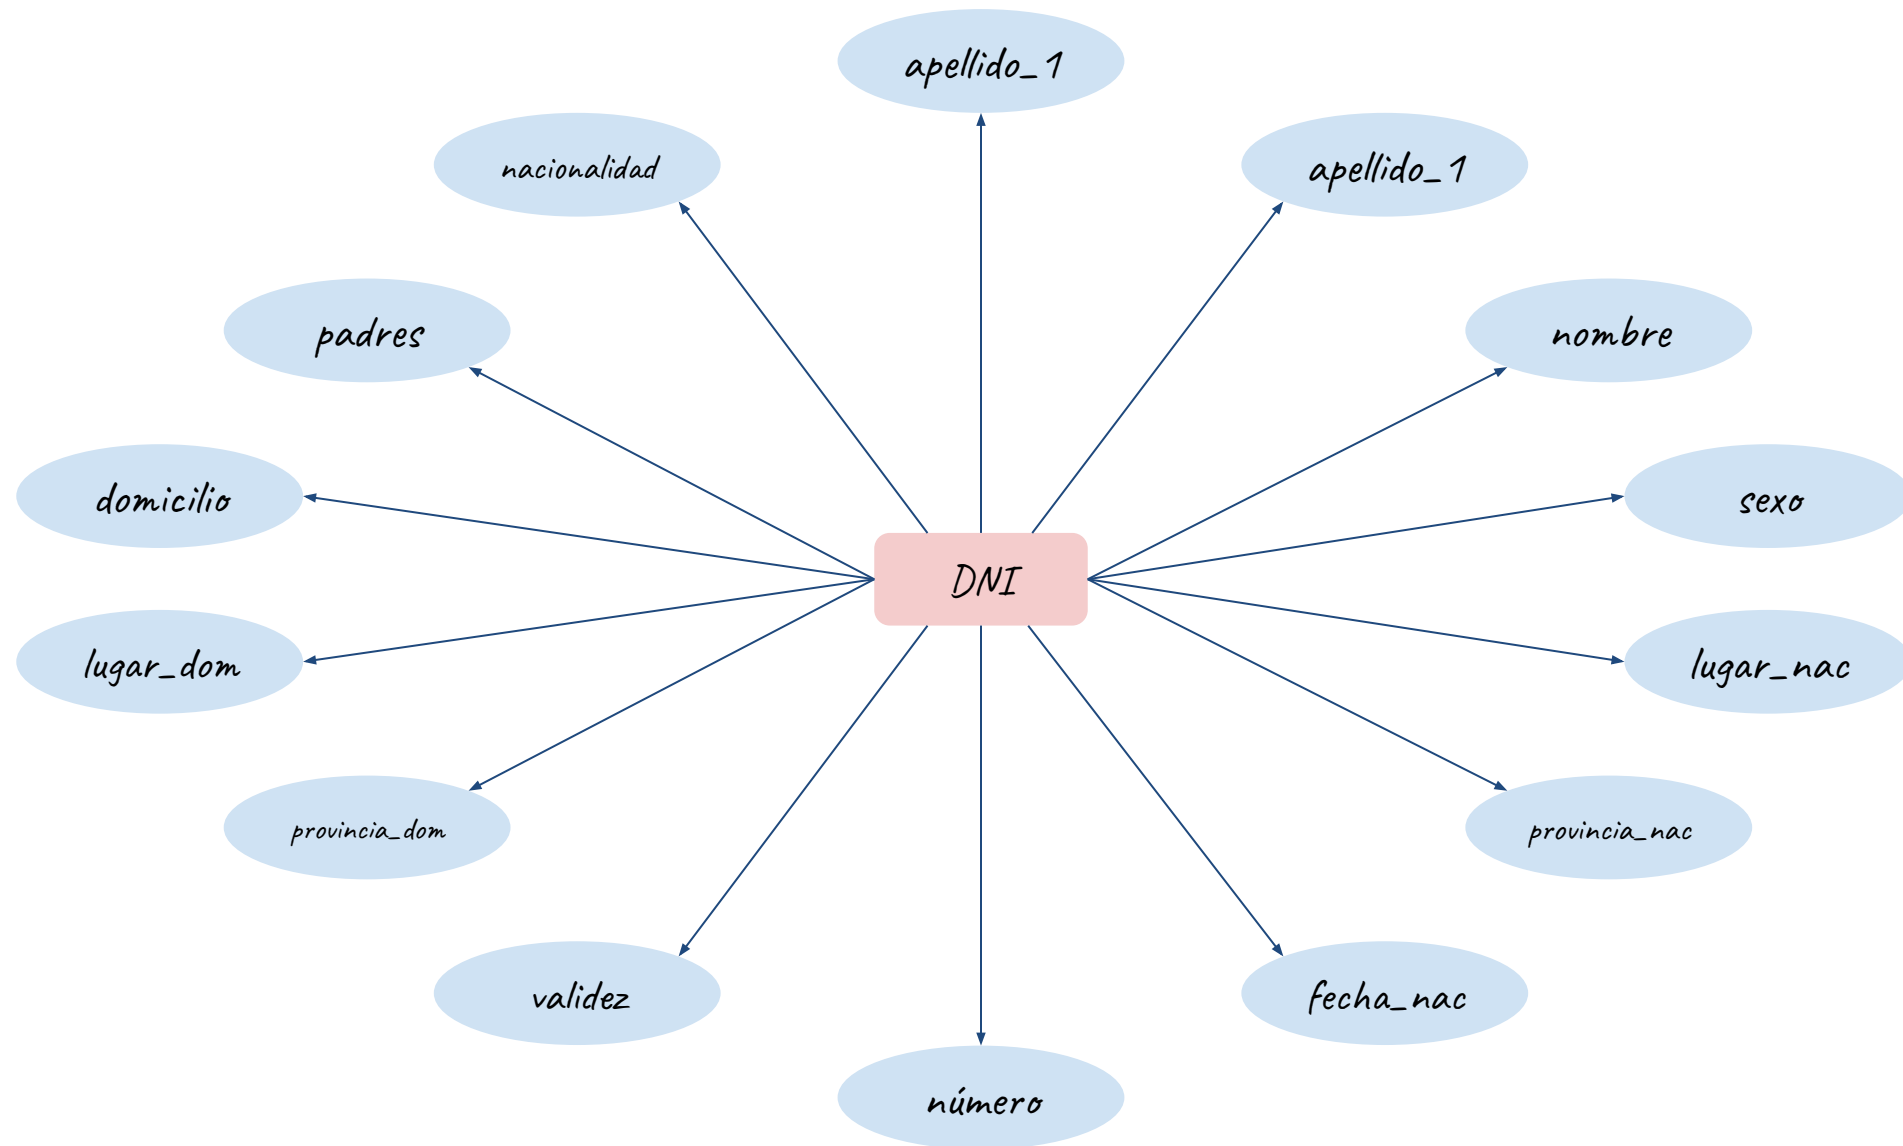 apellido_1
nacionalidad
apellido_1
padres
nombre
domicilio
sexo
DNI
lugar_dom
lugar_nac
provincia_dom
provincia_nac
validez
fecha_nac
número